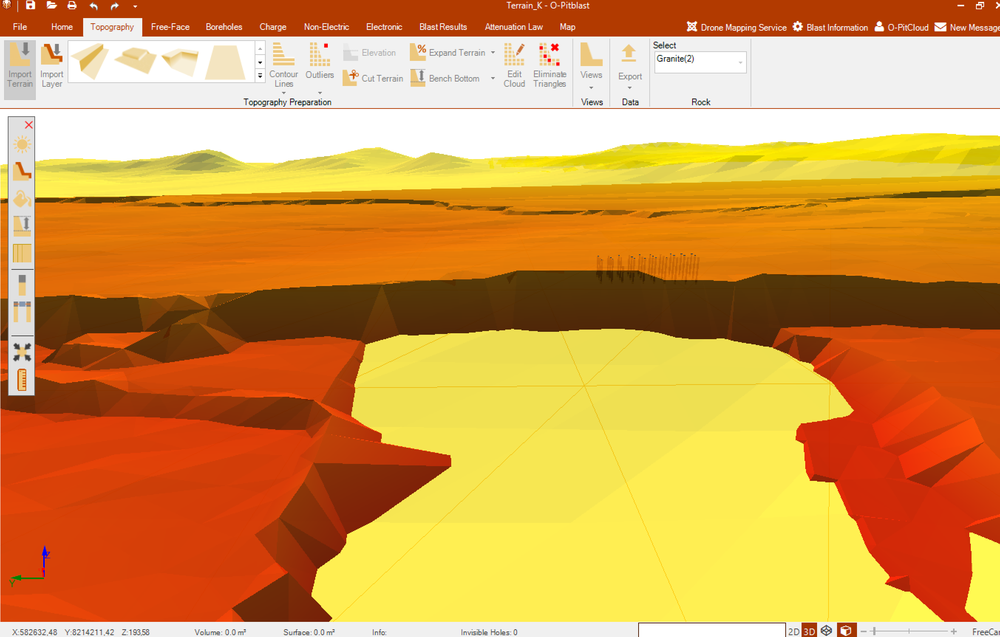 Terrain_K - O-Pitblast
File Home Topography Free-Face Boreholes Charge Non-Electric Electronic Blast Results Attenuation Law Map Drone Mapping Service Blast Information O-PitCloud New Message
Import Terrain
Import Layer
Contour Lines
Outliers
Elevation
Cut Terrain
Expand Terrain
Bench Bottom
Edit Cloud
Eliminate Triangles
Topography Preparation
Views
Views
Export
Data
Select
Granite(2)
Rock
Z
Y
X:582632,48 Y:8214211,42 Z:193,58 Volume: 0.0 m³ Surface: 0.0 m² Info: Invisible Holes: 0 2D 3D FreeCa